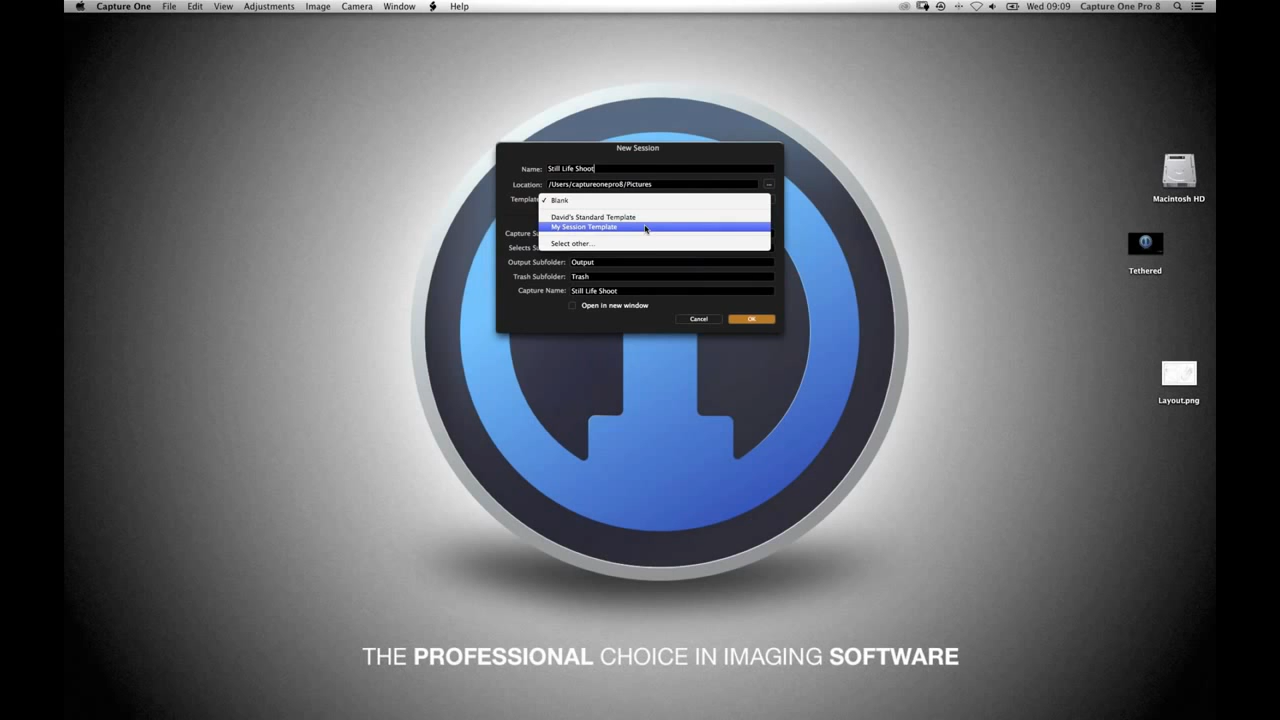 Capture One File Edit View Adjustments Image Camera Window Help Wed 09:09 Capture One Pro 8
New Session
Name: Still Life Shoot
Location: /Users/captureonepro8/Pictures ...
Template ✓ Blank
David's Standard Template
My Session Template
Capture S
Select other...
Selects S
Output Subfolder: Output
Trash Subfolder: Trash
Capture Name: Still Life Shoot
Open in new window
Cancel OK
Macintosh HD
Tethered
Layout.png
THE PROFESSIONAL CHOICE IN IMAGING SOFTWARE